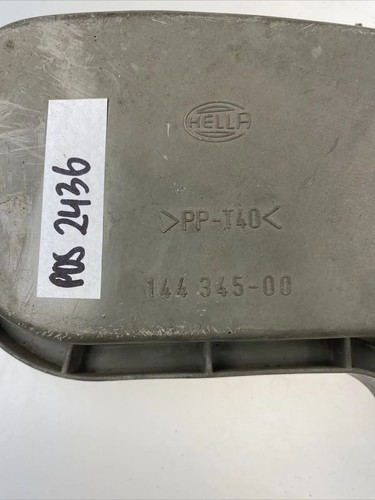 HELLA
>PP-T40<
144 345-00
POS 2436